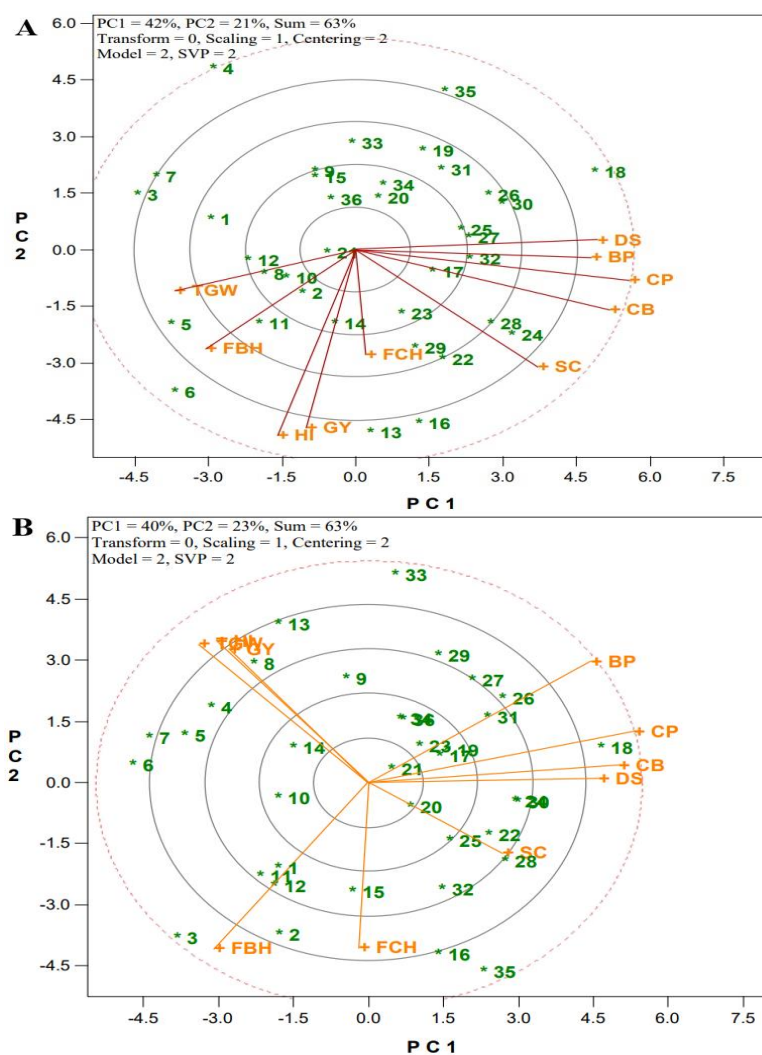 A
PC1 = 42%, PC2 = 21%, Sum = 63%
Transform = 0, Scaling = 1, Centering = 2
Model = 2, SVP = 2
6.0
4.5
3.0
1.5
0.0
-1.5
-3.0
-4.5
PC2
* 4
* 35
* 33
* 19
* 31
* 18
* 9
* 15
* 7
* 3
* 34
* 20
* 36
* 26
* 30
* 1
* 25
* 27
+ DS
* 21
* 32
+ BP
* 12
* 8
* 10
* 17
+ CP
+ TGW
* 2
+ CB
* 23
* 5
* 11
* 14
* 28
* 24
+ FBH
* 29
+ FCH
* 22
+ SC
* 6
* 16
+ GY
+ HI
* 13
-4.5 -3.0 -1.5 0.0 1.5 3.0 4.5 6.0 7.5
PC1
B
PC1 = 40%, PC2 = 23%, Sum = 63%
Transform = 0, Scaling = 1, Centering = 2
Model = 2, SVP = 2
6.0
4.5
3.0
1.5
0.0
-1.5
-3.0
-4.5
PC2
* 33
* 13
+ TGW
+ GY
* 29
* 8
+ BP
* 9
* 27
* 26
* 4
* 31
* 5
* 7
+ CP
* 14
* 23
* 19
* 17
* 18
* 6
* 21
+ CB
+ DS
* 10
* 20
* 25
* 22
+ SC
* 28
* 1
* 11
* 12
* 15
* 32
* 3
* 2
+ FBH
+ FCH
* 16
* 35
-4.5 -3.0 -1.5 0.0 1.5 3.0 4.5 6.0 7.5
PC1